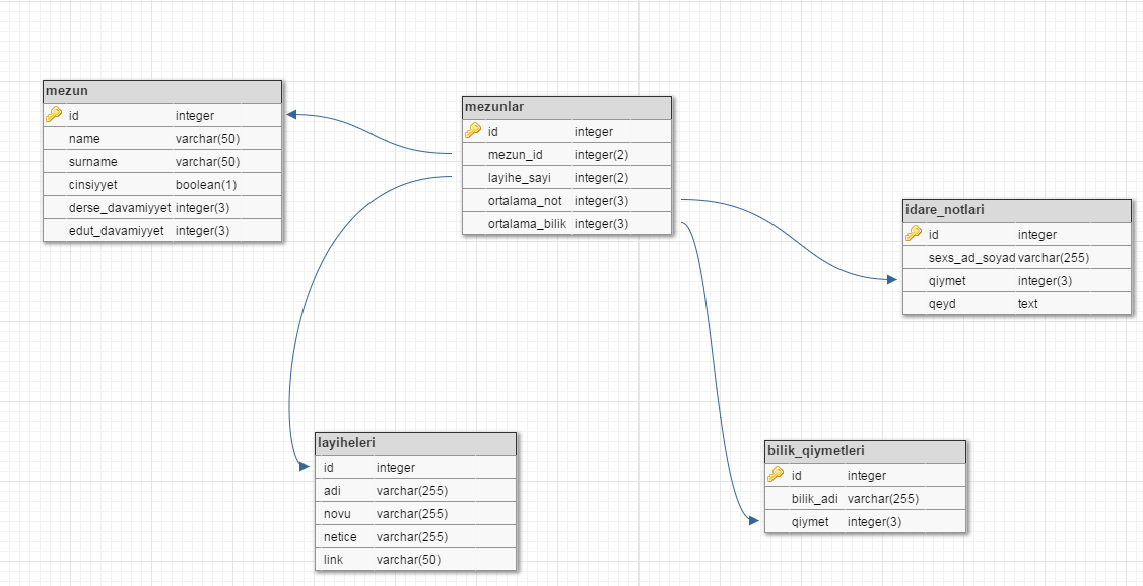 mezun
id integer
name varchar(50)
surname varchar(50)
cinsiyyet boolean(1)
derse_davamiyyet integer(3)
edut_davamiyyet integer(3)
mezunlar
id integer
mezun_id integer(2)
layihe_sayi integer(2)
ortalama_not integer(3)
ortalama_bilik integer(3)
idare_notlari
id integer
sexs_ad_soyad varchar(255)
qiymet integer(3)
qeyd text
layiheleri
id integer
adi varchar(255)
novu varchar(255)
netice varchar(255)
link varchar(50)
bilik_qiymetleri
id integer
bilik_adi varchar(255)
qiymet integer(3)